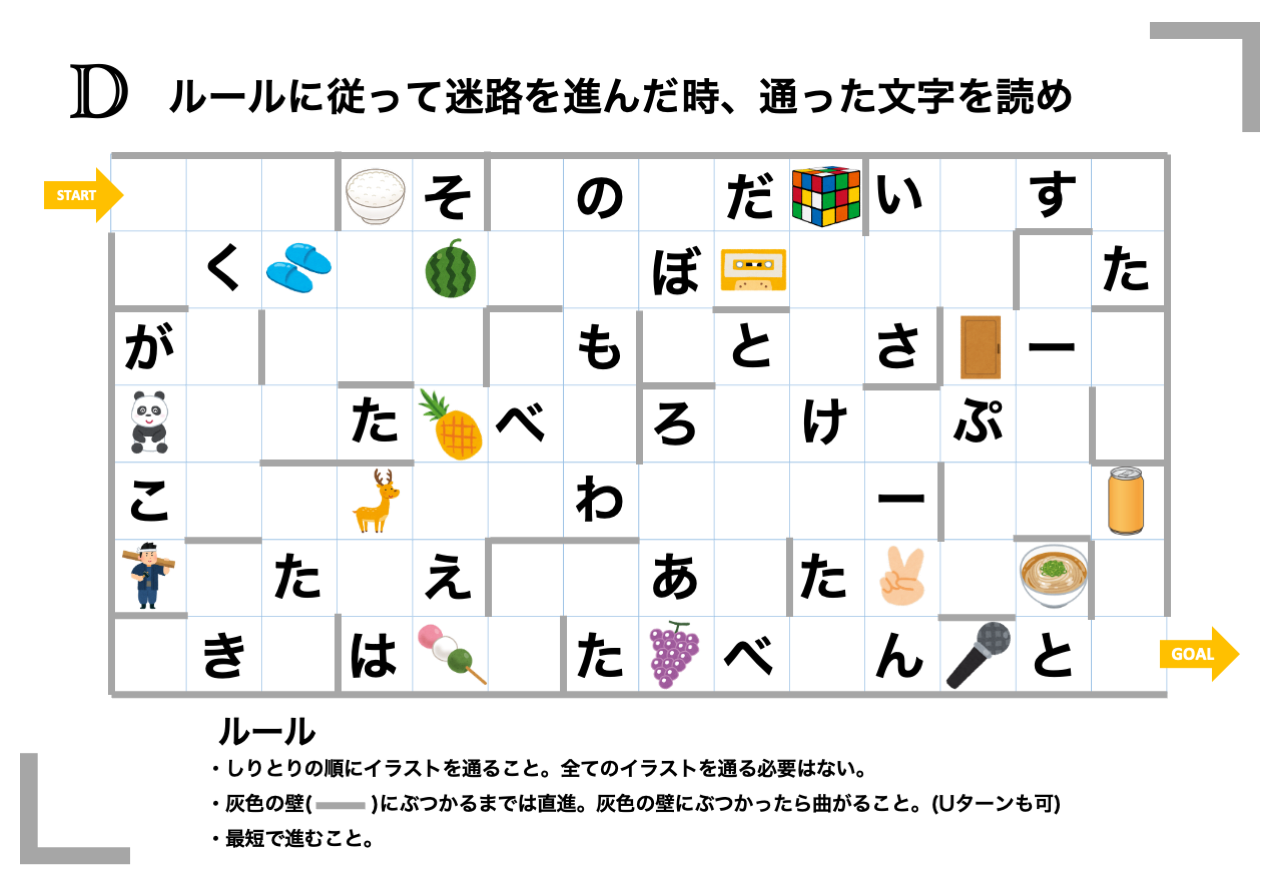 D ルールに従って迷路を進んだ時、通った文字を読め
START そ の だ い す
く ぼ た
が も と さ ー
た べ ろ け ぷ
こ わ ー
た え あ た
き は た べ ん と GOAL
ルール
・しりとりの順にイラストを通ること。全てのイラストを通る必要はない。
・灰色の壁( )にぶつかるまでは直進。灰色の壁にぶつかったら曲がること。(Uターンも可)
・最短で進むこと。